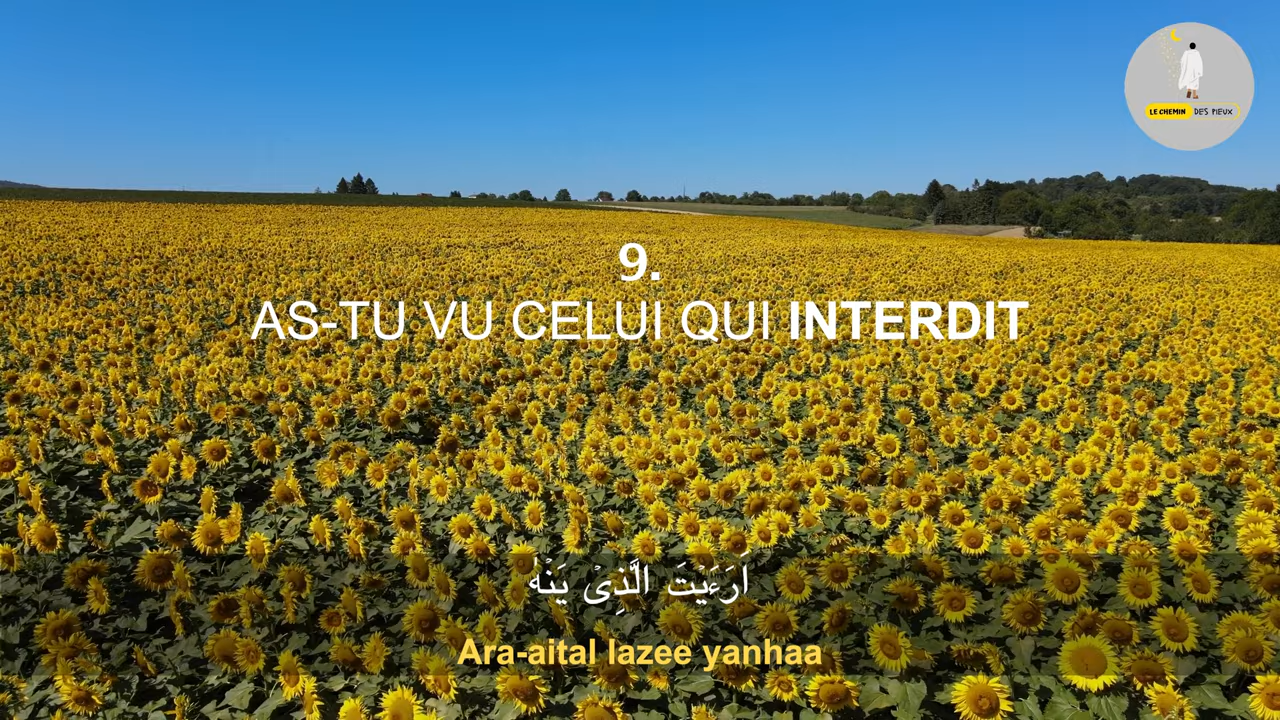 LE CHEMIN DES PIEUX
9.
AS-TU VU CELUI QUI INTERDIT
اَرَءَيْتَ الَّذِىْ يَنْهٰ
Ara-aital lazee yanhaa